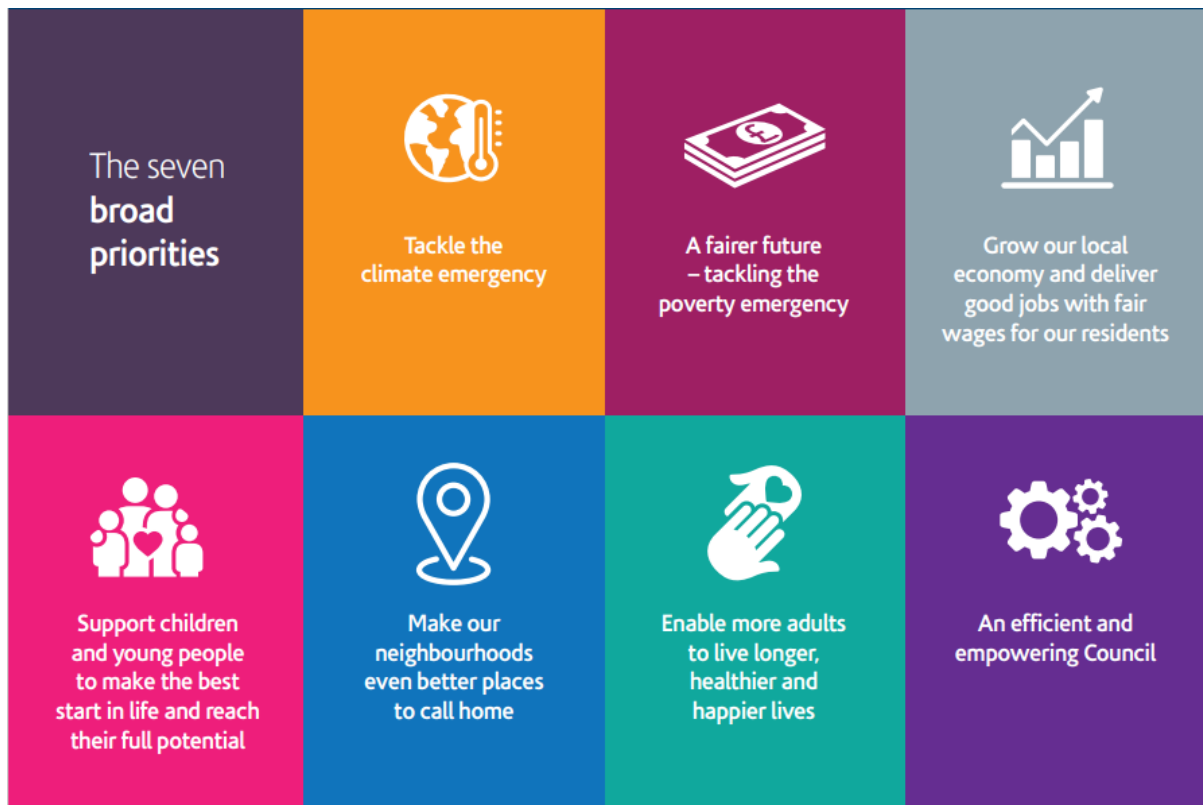 The seven
broad
priorities
Tackle the
climate emergency
A fairer future
– tackling the
poverty emergency
£
Grow our local
economy and deliver
good jobs with fair
wages for our residents
Support children
and young people
to make the best
start in life and reach
their full potential
Make our
neighbourhoods
even better places
to call home
Enable more adults
to live longer,
healthier and
happier lives
An efficient and
empowering Council